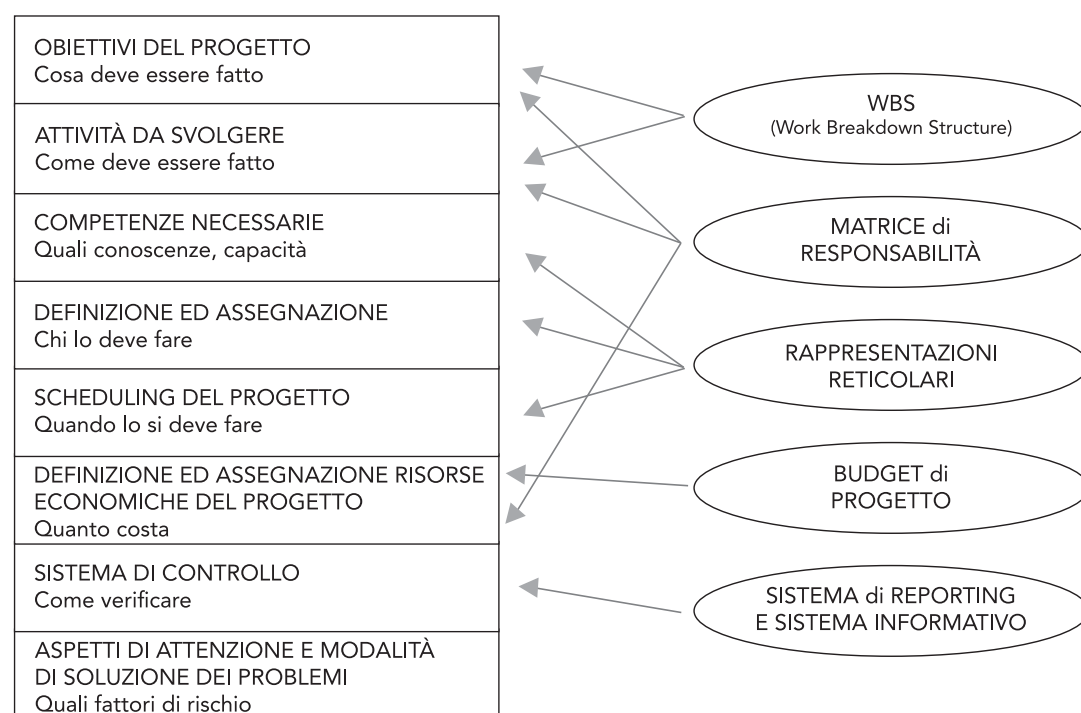 OBIETTIVI DEL PROGETTO
Cosa deve essere fatto
ATTIVITÀ DA SVOLGERE
Come deve essere fatto
COMPETENZE NECESSARIE
Quali conoscenze, capacità
DEFINIZIONE ED ASSEGNAZIONE
Chi lo deve fare
SCHEDULING DEL PROGETTO
Quando lo si deve fare
DEFINIZIONE ED ASSEGNAZIONE RISORSE
ECONOMICHE DEL PROGETTO
Quanto costa
SISTEMA DI CONTROLLO
Come verificare
ASPETTI DI ATTENZIONE E MODALITÀ
DI SOLUZIONE DEI PROBLEMI
Quali fattori di rischio
WBS
(Work Breakdown Structure)
MATRICE di
RESPONSABILITÀ
RAPPRESENTAZIONI
RETICOLARI
BUDGET di
PROGETTO
SISTEMA di REPORTING
E SISTEMA INFORMATIVO